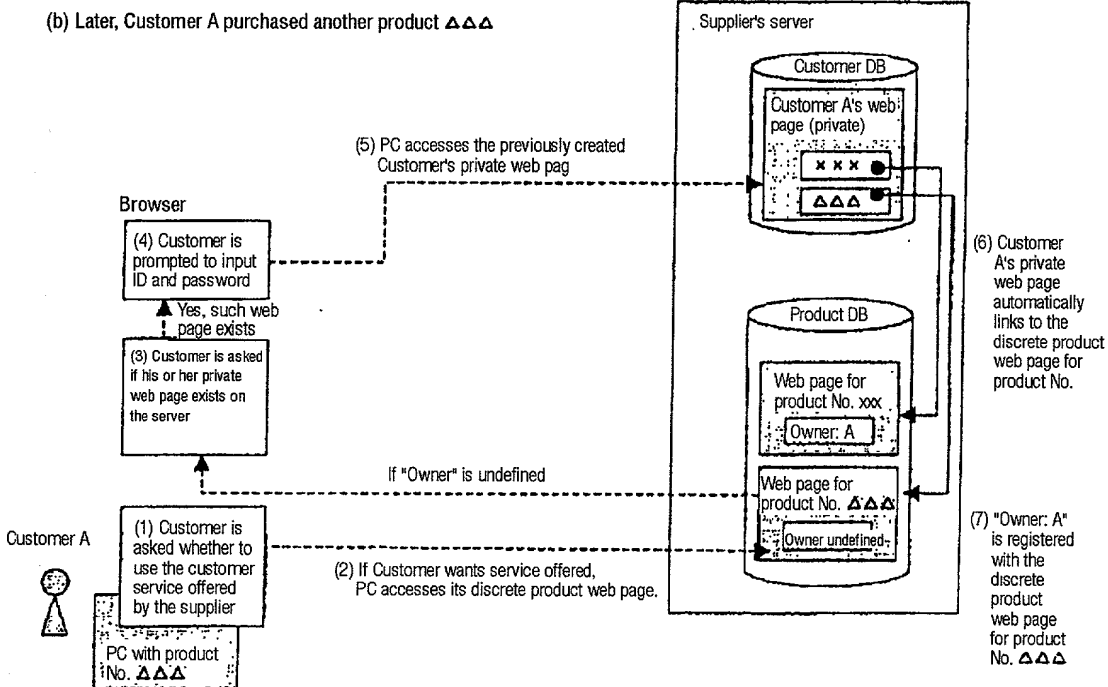 (b) Later, Customer A purchased another product △△△
Supplier's server
Customer DB
Customer A's web
page (private)
× × ×
△△△
(5) PC accesses the previously created
Customer's private web pag
Browser
(4) Customer is
prompted to input
ID and password
Yes, such web
page exists
(3) Customer is asked
if his or her private
web page exists on
the server
(6) Customer
A's private
web page
automatically
links to the
discrete product
web page for
product No.
Product DB
Web page for
product No. xxx
Owner: A
If "Owner" is undefined
Web page for
product No. △△△
Owner undefined
Customer A
(1) Customer is
asked whether to
use the customer
service offered
by the supplier
(2) If Customer wants service offered,
PC accesses its discrete product web page.
(7) "Owner: A"
is registered
with the
discrete
product
web page
for product
No. △△△
PC with product
No. △△△